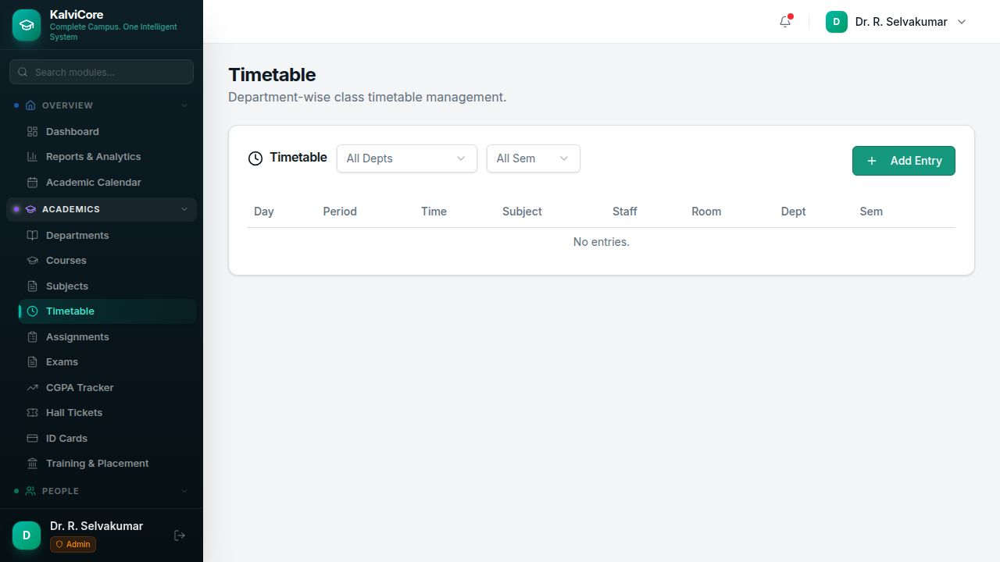 KalviCore
Complete Campus. One Intelligent
System
Search modules...
OVERVIEW
Dashboard
Reports & Analytics
Academic Calendar
ACADEMICS
Departments
Courses
Subjects
Timetable
Assignments
Exams
CGPA Tracker
Hall Tickets
ID Cards
Training & Placement
PEOPLE
D
Dr. R. Selvakumar
Admin
D Dr. R. Selvakumar
Timetable
Department-wise class timetable management.
Timetable All Depts All Sem Add Entry
Day Period Time Subject Staff Room Dept Sem
No entries.